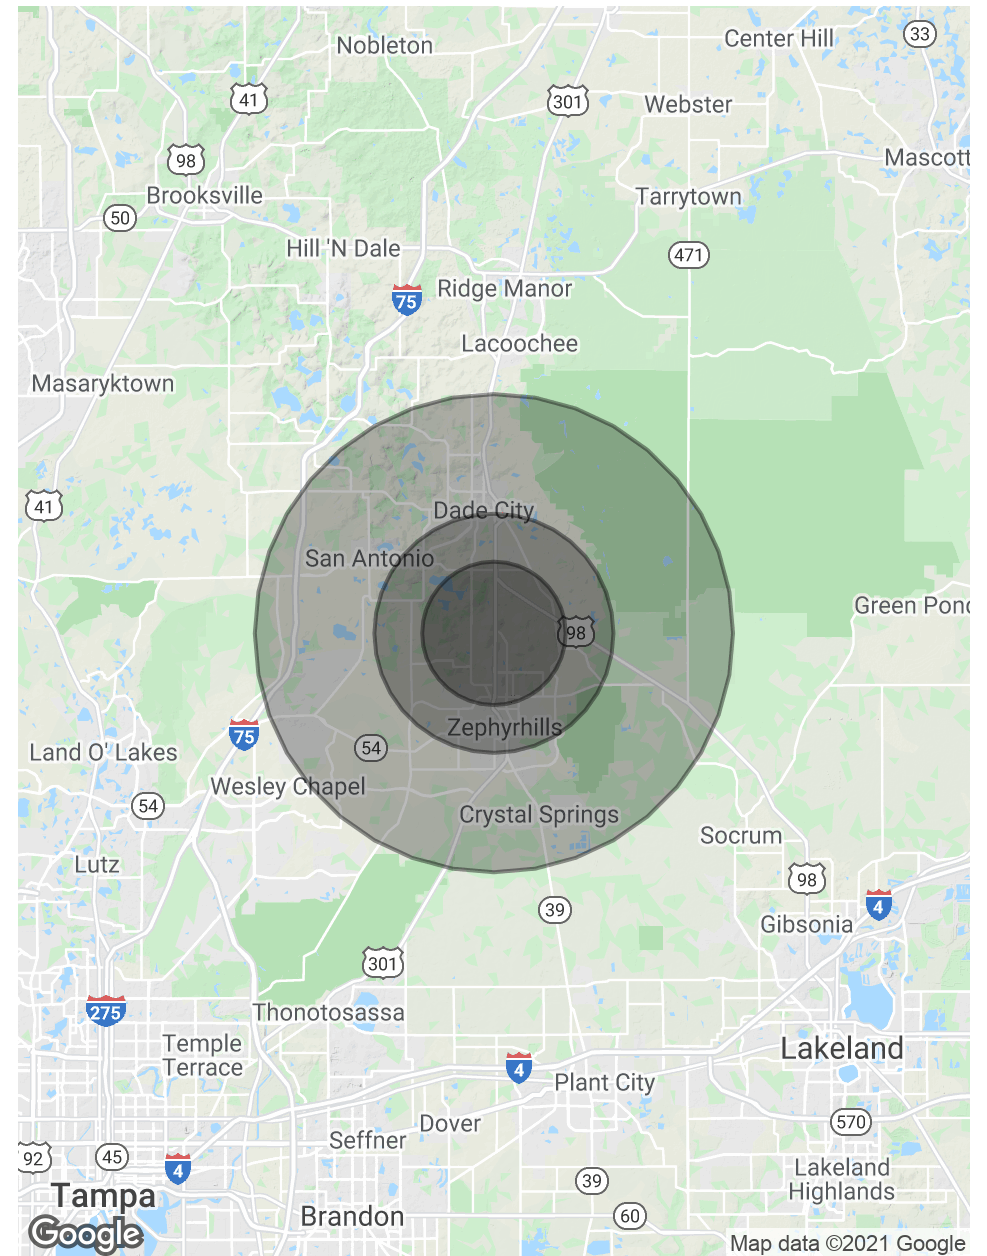 Nobleton
Center Hill
33
41
301
Webster
98
Mascott
Brooksville
Tarrytown
50
Hill 'N Dale
471
75
Ridge Manor
Lacoochee
Masaryktown
41
Dade City
San Antonio
Green Pond
98
Zephyrhills
75
54
Land O' Lakes
Wesley Chapel
54
Crystal Springs
Socrum
Lutz
98
4
39
Gibsonia
301
275
Thonotosassa
Temple
Terrace
Lakeland
4
Plant City
Dover
570
Seffner
92
45
4
Lakeland
Highlands
39
Tampa
Brandon
60
Google
Map data ©2021 Google